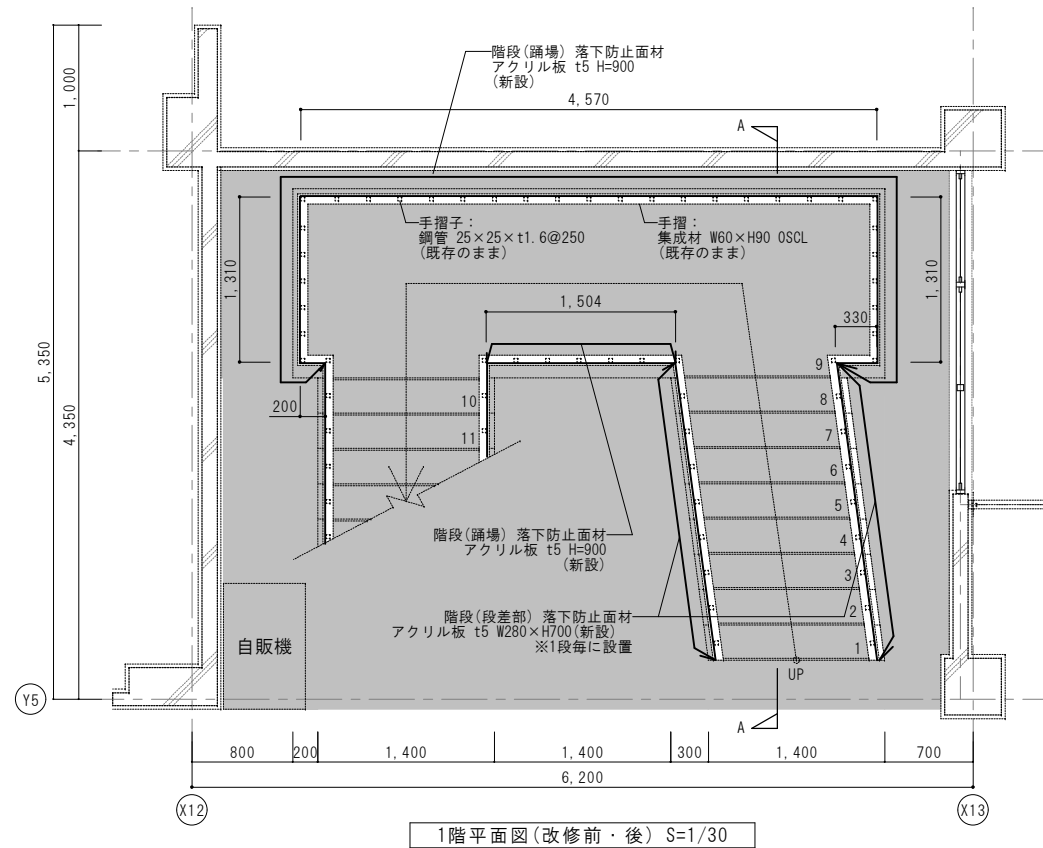 階段(踊場) 落下防止面材
アクリル板 t5 H=900
(新設)
4,570
A
1,000
5,350
4,350
1,310
手摺子：
鋼管 25×25×t1.6@250
(既存のまま)
手摺：
集成材 W60×H90 OSCL
(既存のまま)
1,310
1,504
330
200
9
8
7
6
5
4
3
2
1
10
11
階段(踊場) 落下防止面材
アクリル板 t5 H=900
(新設)
階段(段差部) 落下防止面材
アクリル板 t5 W280×H700(新設)
※1段毎に設置
自販機
UP
Y5
A
800
200
1,400
1,400
300
1,400
700
6,200
X12
X13
1階平面図(改修前・後) S=1/30